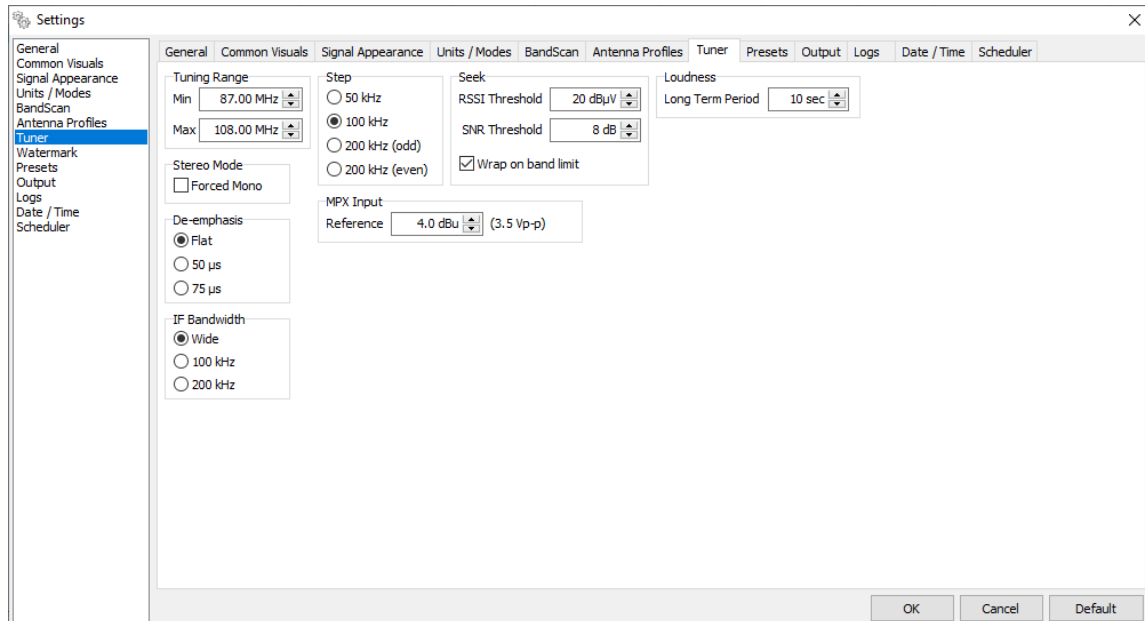 Settings
General
Common Visuals
Signal Appearance
Units / Modes
BandScan
Antenna Profiles
Tuner
Watermark
Presets
Output
Logs
Date / Time
Scheduler
General Common Visuals Signal Appearance Units / Modes BandScan Antenna Profiles Tuner Presets Output Logs Date / Time Scheduler
Tuning Range
Min 87.00 MHz
Max 108.00 MHz
Stereo Mode
Forced Mono
De-emphasis
Flat
50 µs
75 µs
IF Bandwidth
Wide
100 kHz
200 kHz
Step
50 kHz
100 kHz
200 kHz (odd)
200 kHz (even)
Seek
RSSI Threshold 20 dBµV
SNR Threshold 8 dB
Wrap on band limit
MPX Input
Reference 4.0 dBu (3.5 Vp-p)
Loudness
Long Term Period 10 sec
OK Cancel Default